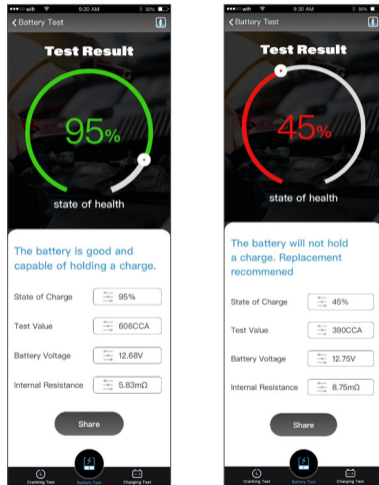 wifi 9:30 AM 30%
Battery Test
Test Result
95%
state of health
The battery is good and
capable of holding a charge.
State of Charge 95%
Test Value 606CCA
Battery Voltage 12.68V
Internal Resistance 5.83mΩ
Share
Cranking Test Battery Test Charging Test
wifi 9:30 AM 30%
Battery Test
Test Result
45%
state of health
The battery will not hold
a charge. Replacement
recommened
State of Charge 45%
Test Value 390CCA
Battery Voltage 12.75V
Internal Resistance 8.75mΩ
Share
Cranking Test Battery Test Charging Test